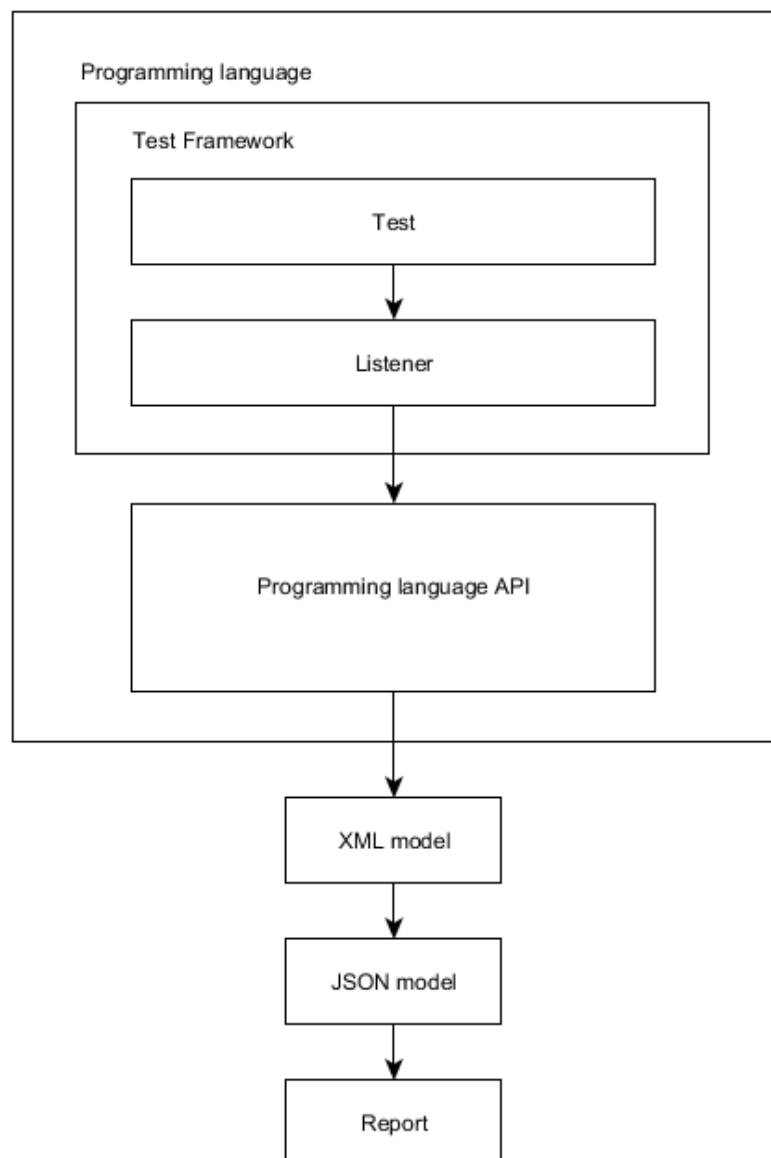 Programming language
Test Framework
Test
Listener
Programming language API
XML model
JSON model
Report